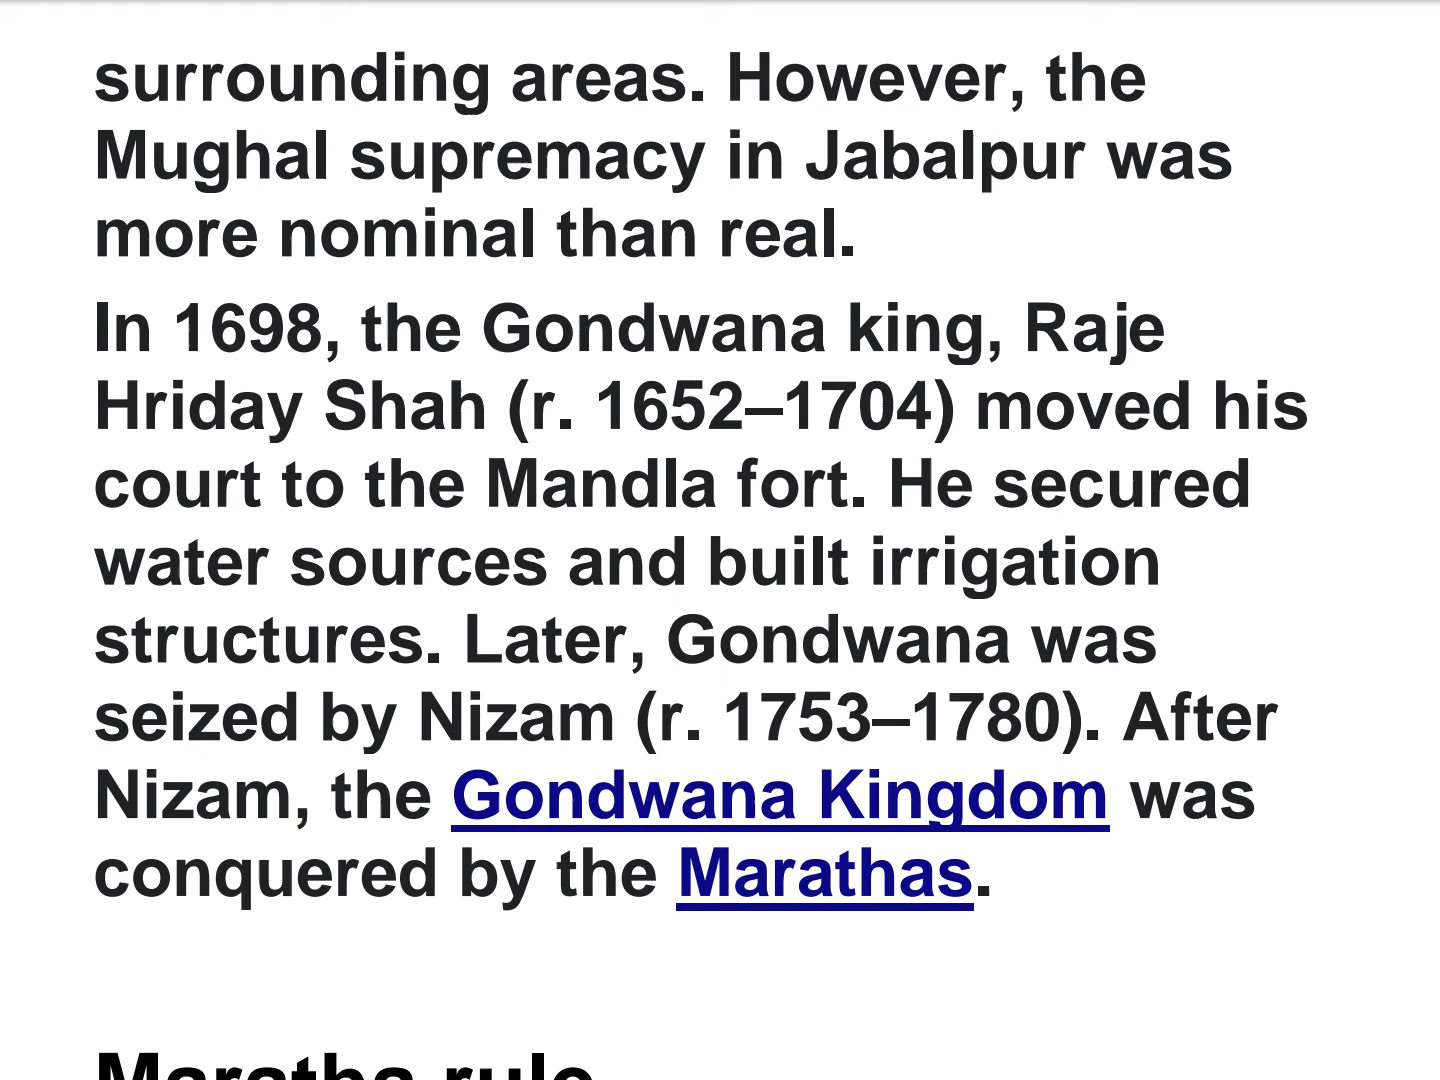 surrounding areas. However, the
Mughal supremacy in Jabalpur was
more nominal than real.
In 1698, the Gondwana king, Raje
Hriday Shah (r. 1652–1704) moved his
court to the Mandla fort. He secured
water sources and built irrigation
structures. Later, Gondwana was
seized by Nizam (r. 1753–1780). After
Nizam, the Gondwana Kingdom was
conquered by the Marathas.
Maratha rule